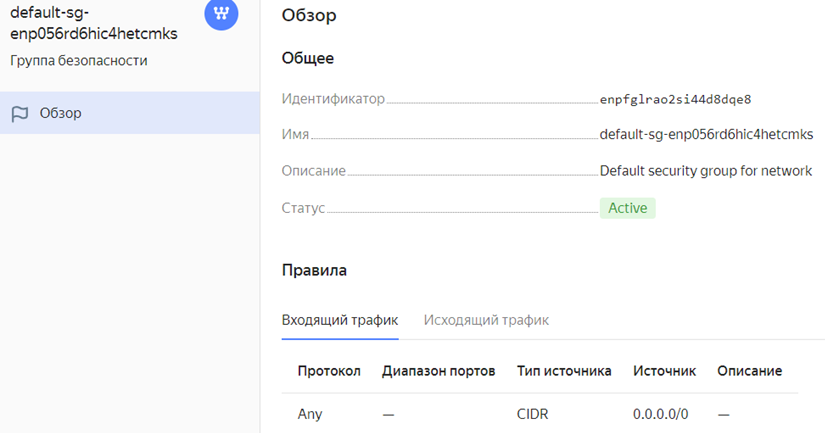 default-sg-
enp056rd6hic4hetcmks
Группа безопасности
Обзор
Обзор
Общее
Идентификатор enpfglrao2si44d8dqe8
Имя default-sg-enp056rd6hic4hetcmks
Описание Default security group for network
Статус Active
Правила
Входящий трафик Исходящий трафик
Протокол Диапазон портов Тип источника Источник Описание
Any — CIDR 0.0.0.0/0 —